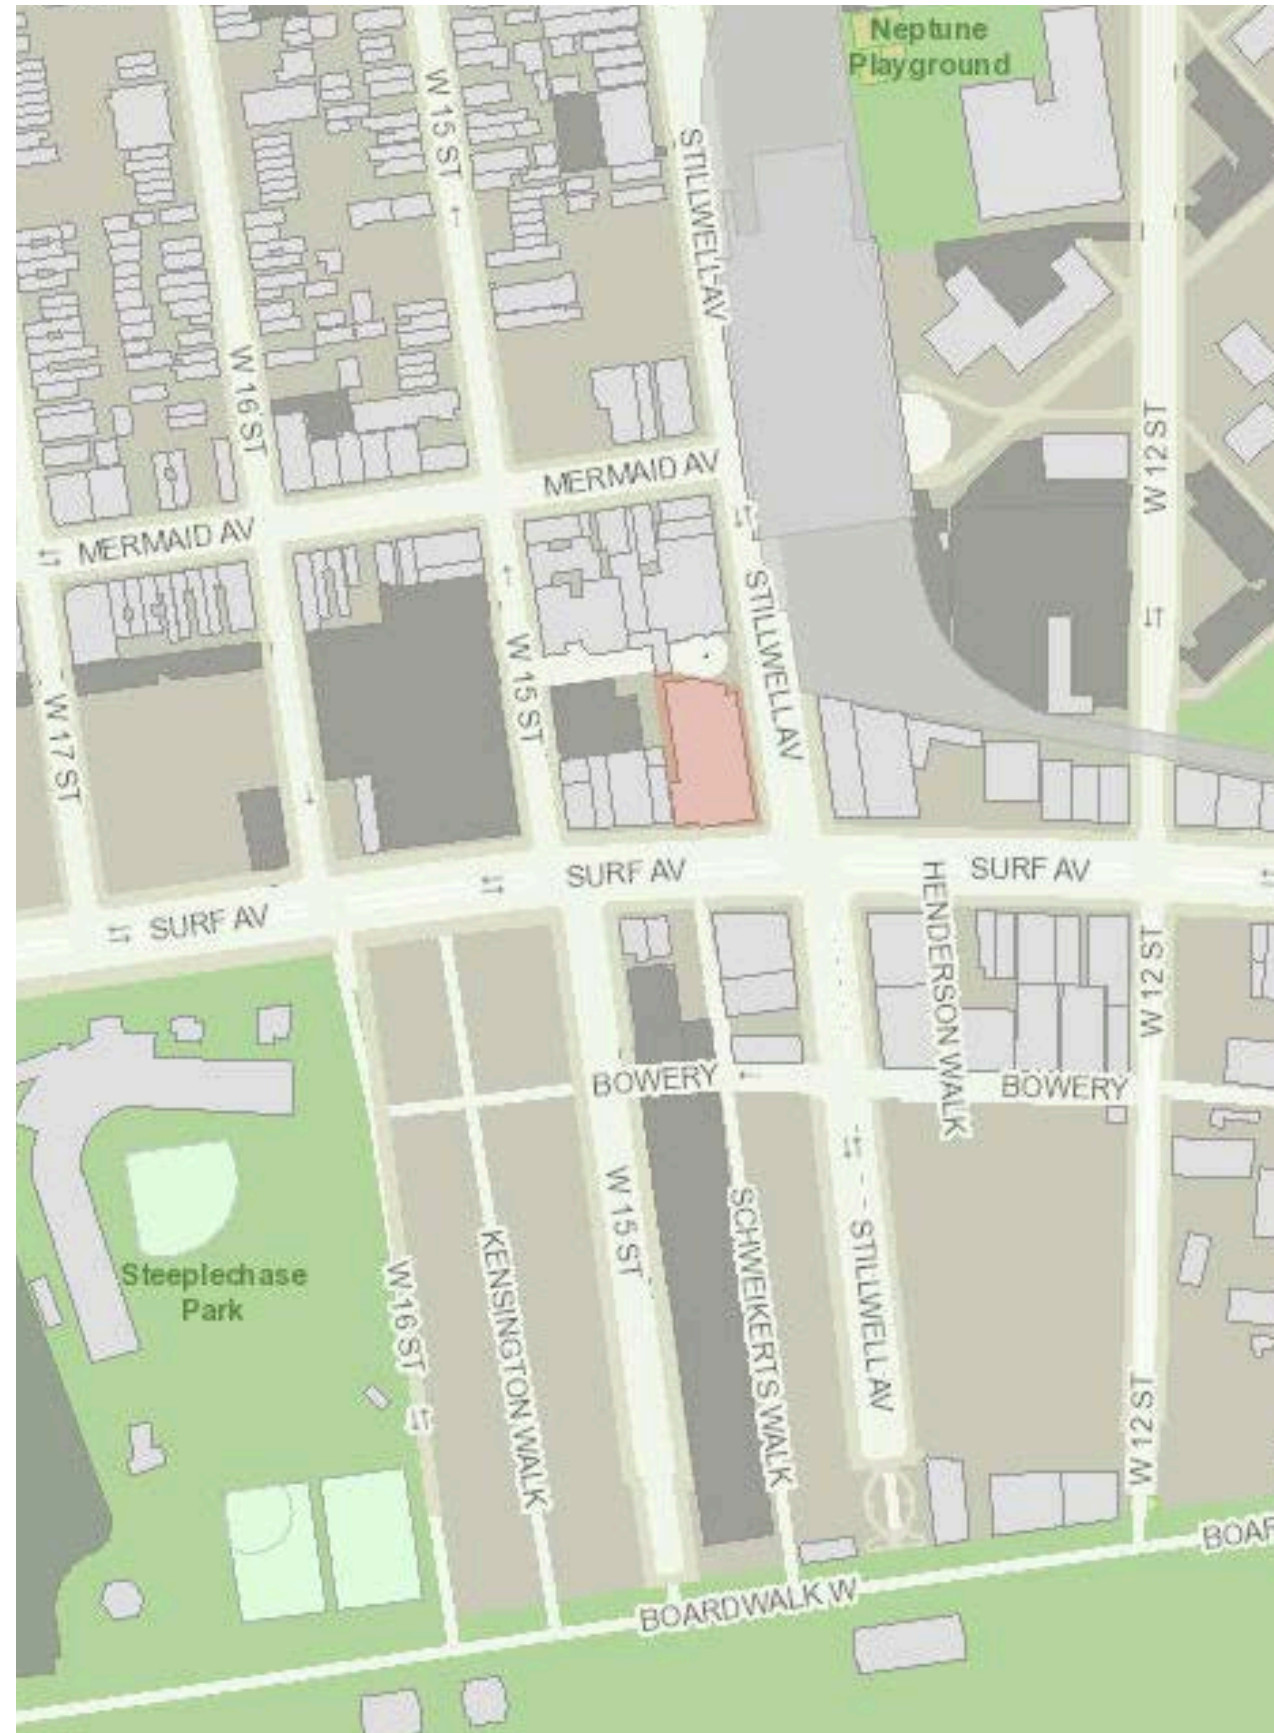 Neptune
Playground
W 15 ST
STILLWELL AV
W 16 ST
W 12 ST
MERMAID AV
MERMAID AV
STILLWELL AV
W 15 ST
W 17 ST
SURF AV
SURF AV
SURF AV
HENDERSON WALK
W 12 ST
BOWERY
BOWERY
W 15 ST
SCHWEIKERTS WALK
STILLWELL AV
KENSINGTON WALK
W 16 ST
Steeplechase
Park
W 12 ST
BOAR
BOARDWALK W